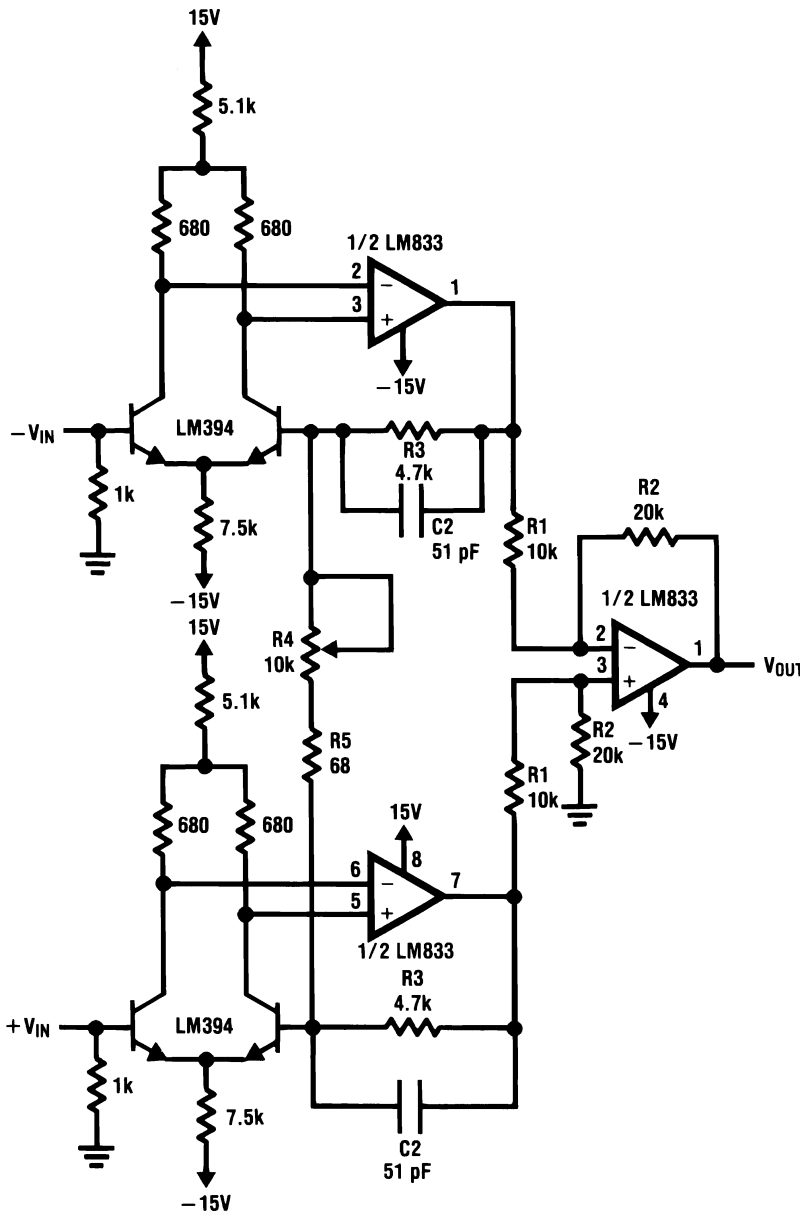 15V
5.1k
680
680
1/2 LM833
2
−
1
3
+
−15V
−VIN
LM394
R3
4.7k
1k
7.5k
C2
51 pF
R1
10k
R2
20k
−15V
15V
1/2 LM833
R4
10k
2
−
1
VOUT
3
+
5.1k
4
−15V
R5
68
R2
20k
R1
10k
15V
680
680
8
6
−
7
5
+
1/2 LM833
R3
4.7k
+VIN
LM394
1k
7.5k
C2
51 pF
−15V